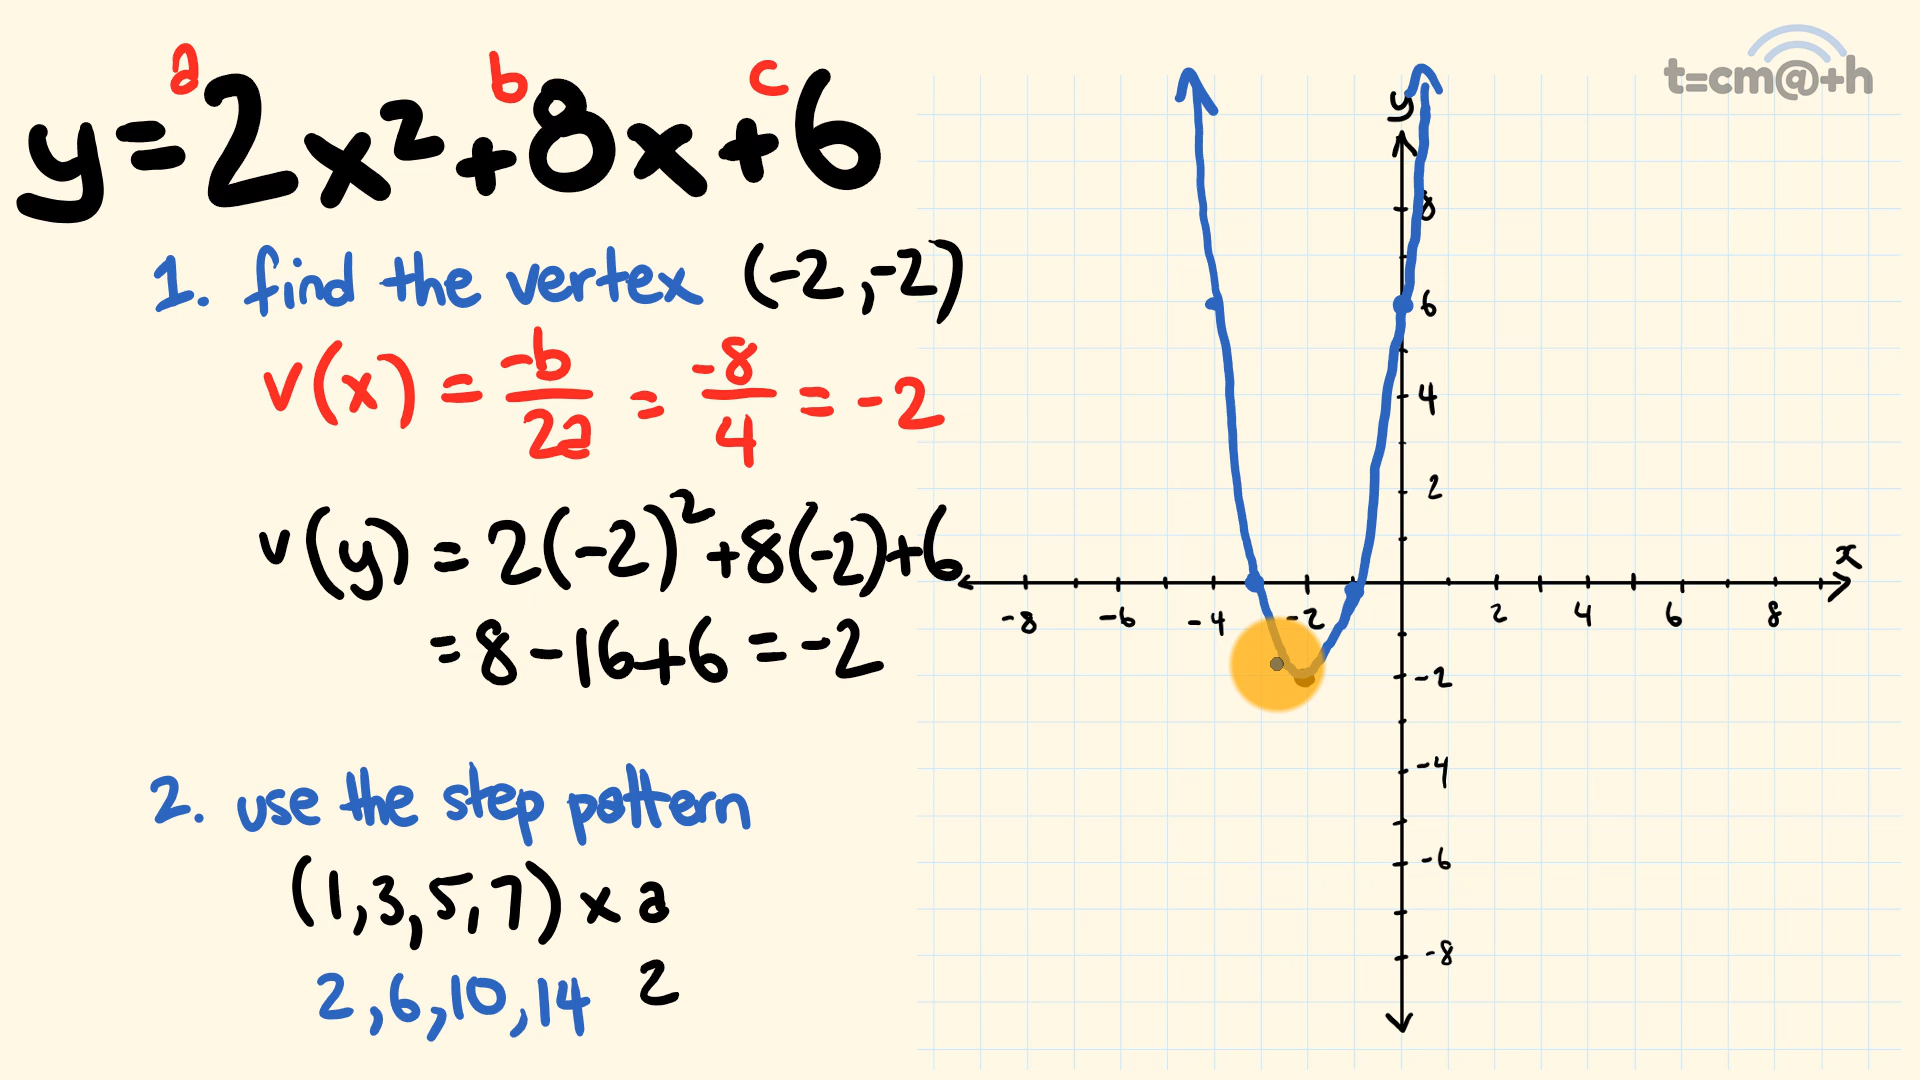 a b c
y=2x²+8x+6
1. find the vertex (-2,-2)
v(x) = -b/2a = -8/4 = -2
v(y) = 2(-2)²+8(-2)+6
=8-16+6=-2
2. use the step pattern
(1,3,5,7) x a
2,6,10,14 2
t=cm@+h
y
8
6
4
2
x
-8 -6 -4 -2 2 4 6 8
-2
-4
-6
-8